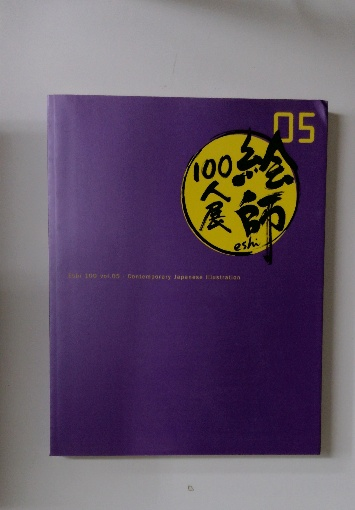 05
絵師
100人展
eshi
eshi 100 vol.05 Contemporary Japanese Illustration